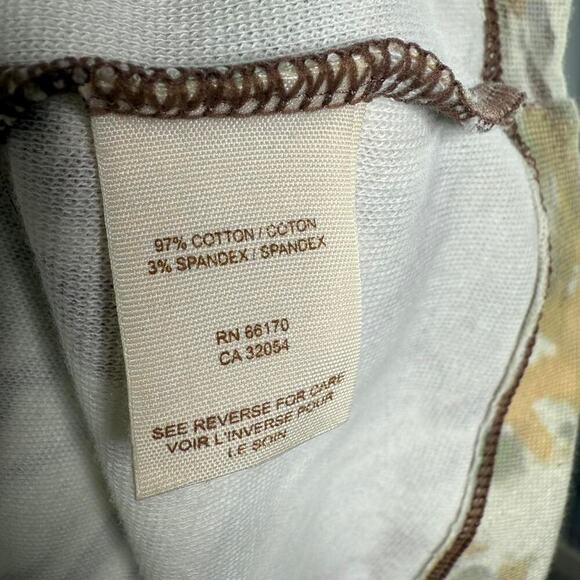 97% COTTON / COTON
3% SPANDEX / SPANDEX
RN 66170
CA 32054
SEE REVERSE FOR CARE
VOIR L'INVERSE POUR
LE SOIN